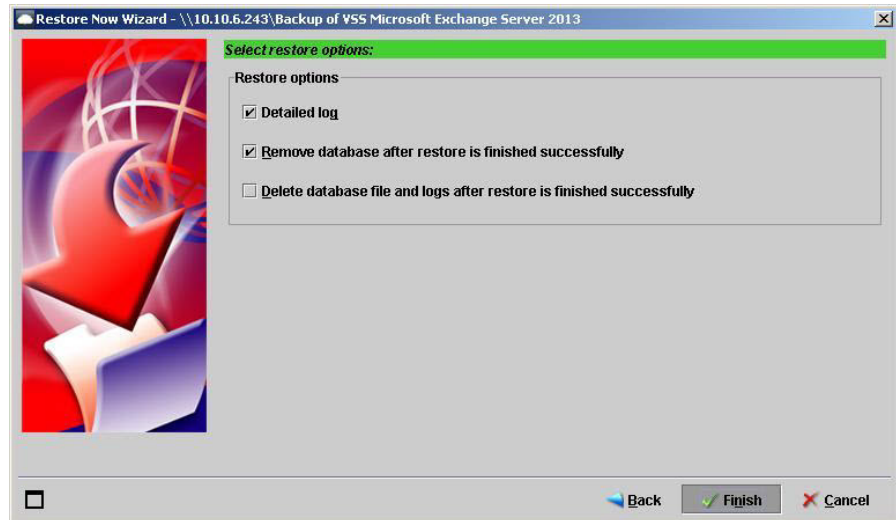 Restore Now Wizard - \\10.10.6.243\Backup of VSS Microsoft Exchange Server 2013
Select restore options:
Restore options
Detailed log
Remove database after restore is finished successfully
Delete database file and logs after restore is finished successfully
Back
Finish
Cancel